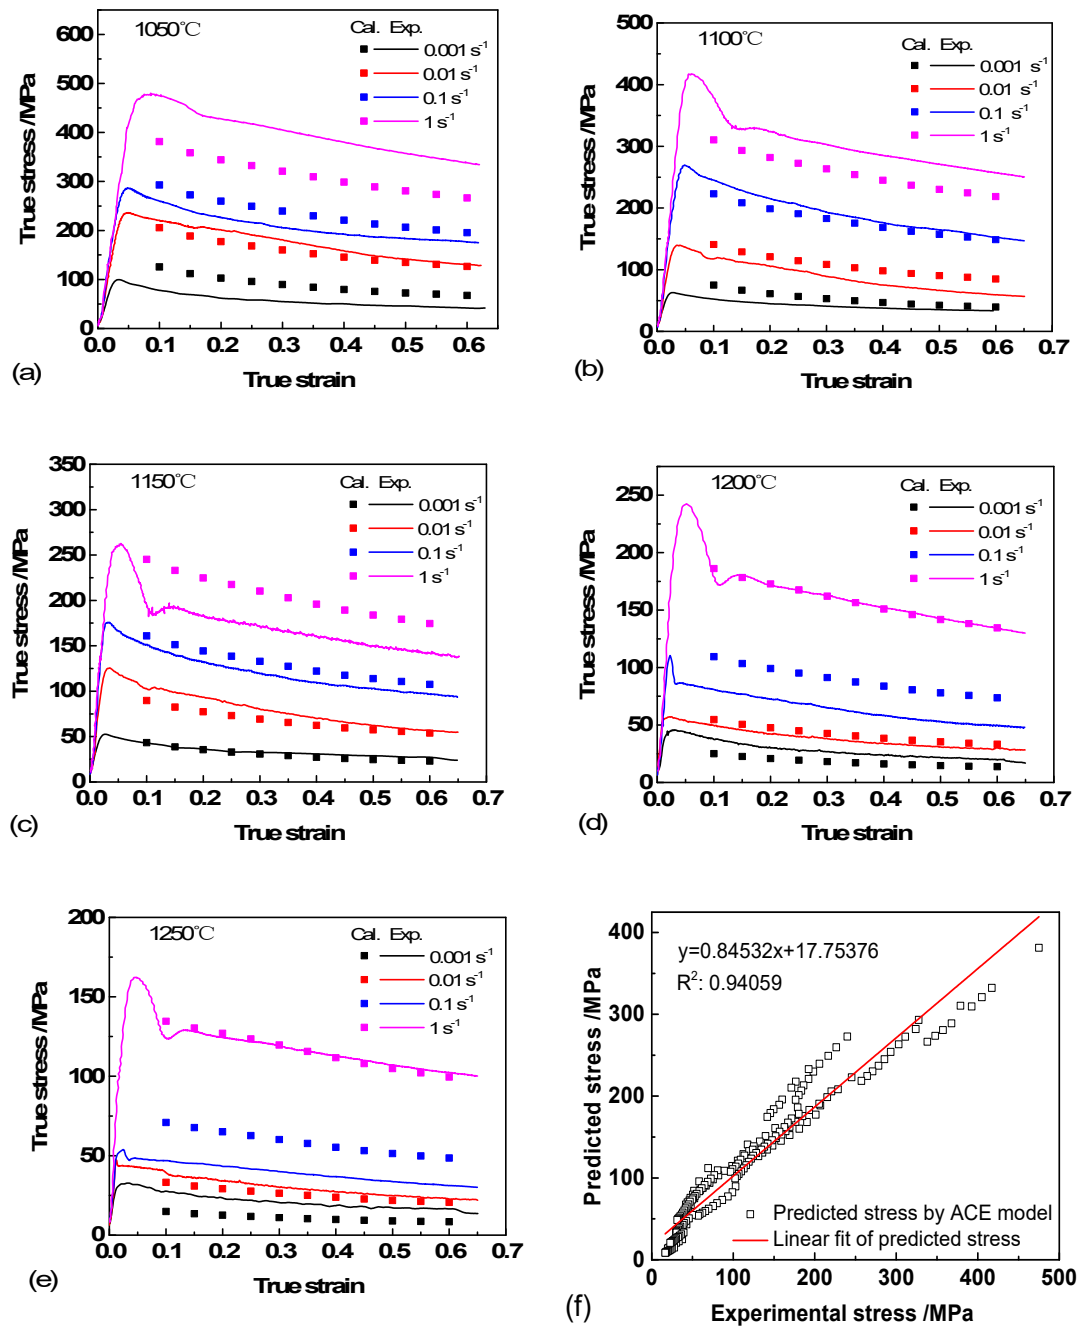 1050℃
Cal. Exp.
0.001 s-1
0.01 s-1
0.1 s-1
1 s-1
600
500
400
300
200
100
0
0.0 0.1 0.2 0.3 0.4 0.5 0.6
True stress /MPa
True strain
(a)
1100℃
Cal. Exp.
0.001 s-1
0.01 s-1
0.1 s-1
1 s-1
500
400
300
200
100
0
0.0 0.1 0.2 0.3 0.4 0.5 0.6 0.7
True stress /MPa
True strain
(b)
1150℃
Cal. Exp.
0.001 s-1
0.01 s-1
0.1 s-1
1 s-1
350
300
250
200
150
100
50
0
0.0 0.1 0.2 0.3 0.4 0.5 0.6 0.7
True stress /MPa
True strain
(c)
1200℃
Cal. Exp.
0.001 s-1
0.01 s-1
0.1 s-1
1 s-1
250
200
150
100
50
0
0.0 0.1 0.2 0.3 0.4 0.5 0.6 0.7
True stress /MPa
True strain
(d)
1250℃
Cal. Exp.
0.001 s-1
0.01 s-1
0.1 s-1
1 s-1
200
150
100
50
0
0.0 0.1 0.2 0.3 0.4 0.5 0.6 0.7
True stress /MPa
True strain
(e)
y=0.84532x+17.75376
R2: 0.94059
Predicted stress by ACE model
Linear fit of predicted stress
400
300
200
100
0
0 100 200 300 400 500
Predicted stress /MPa
Experimental stress /MPa
(f)